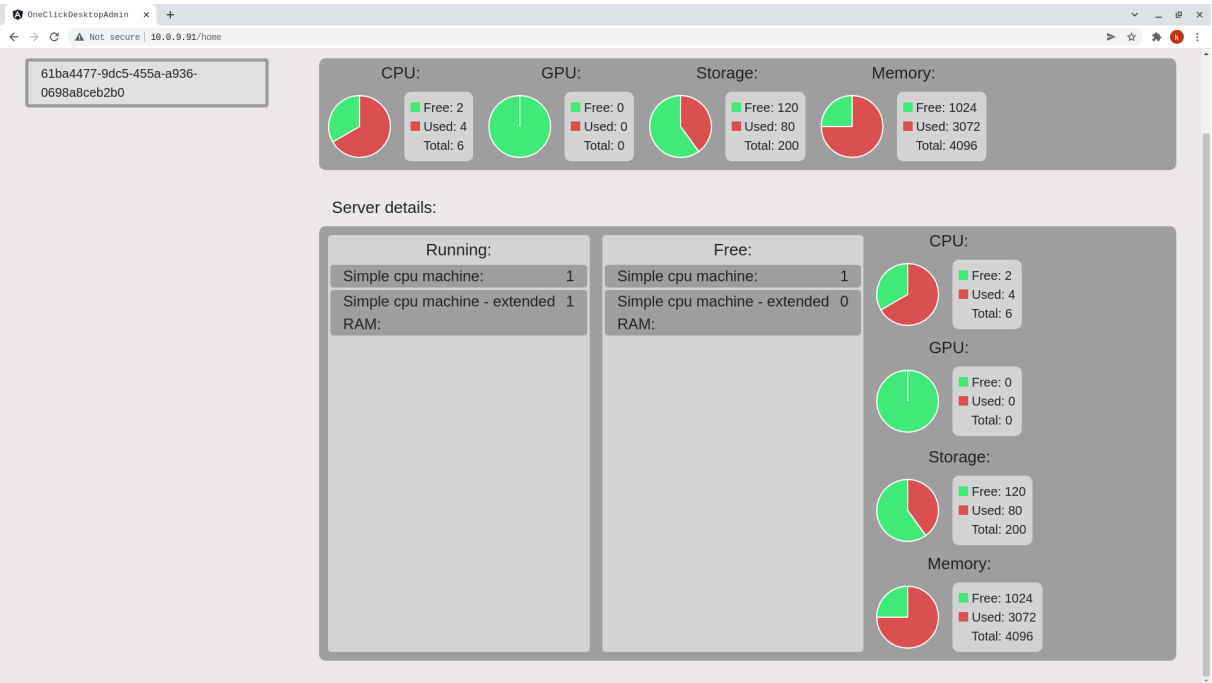 OneClickDesktopAdmin
Not secure
10.0.9.91/home
k
61ba4477-9dc5-455a-a936-
0698a8ceb2b0
CPU:
Free: 2
Used: 4
Total: 6
GPU:
Free: 0
Used: 0
Total: 0
Storage:
Free: 120
Used: 80
Total: 200
Memory:
Free: 1024
Used: 3072
Total: 4096
Server details:
Running:
Simple cpu machine: 1
Simple cpu machine - extended 1
RAM:
Free:
Simple cpu machine: 1
Simple cpu machine - extended 0
RAM:
CPU:
Free: 2
Used: 4
Total: 6
GPU:
Free: 0
Used: 0
Total: 0
Storage:
Free: 120
Used: 80
Total: 200
Memory:
Free: 1024
Used: 3072
Total: 4096